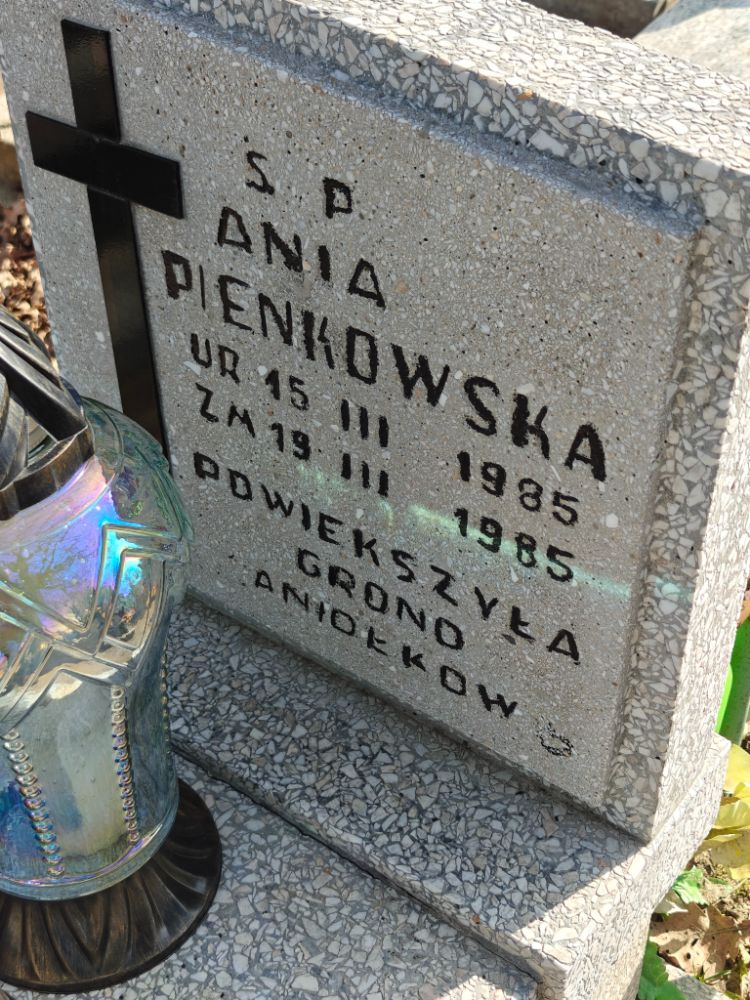 S P
ANIA
PIENKOWSKA
UR 15 III 1985
ZM 19 III 1985
POWIEKSZYŁA
GRONO
ANIOŁKOW